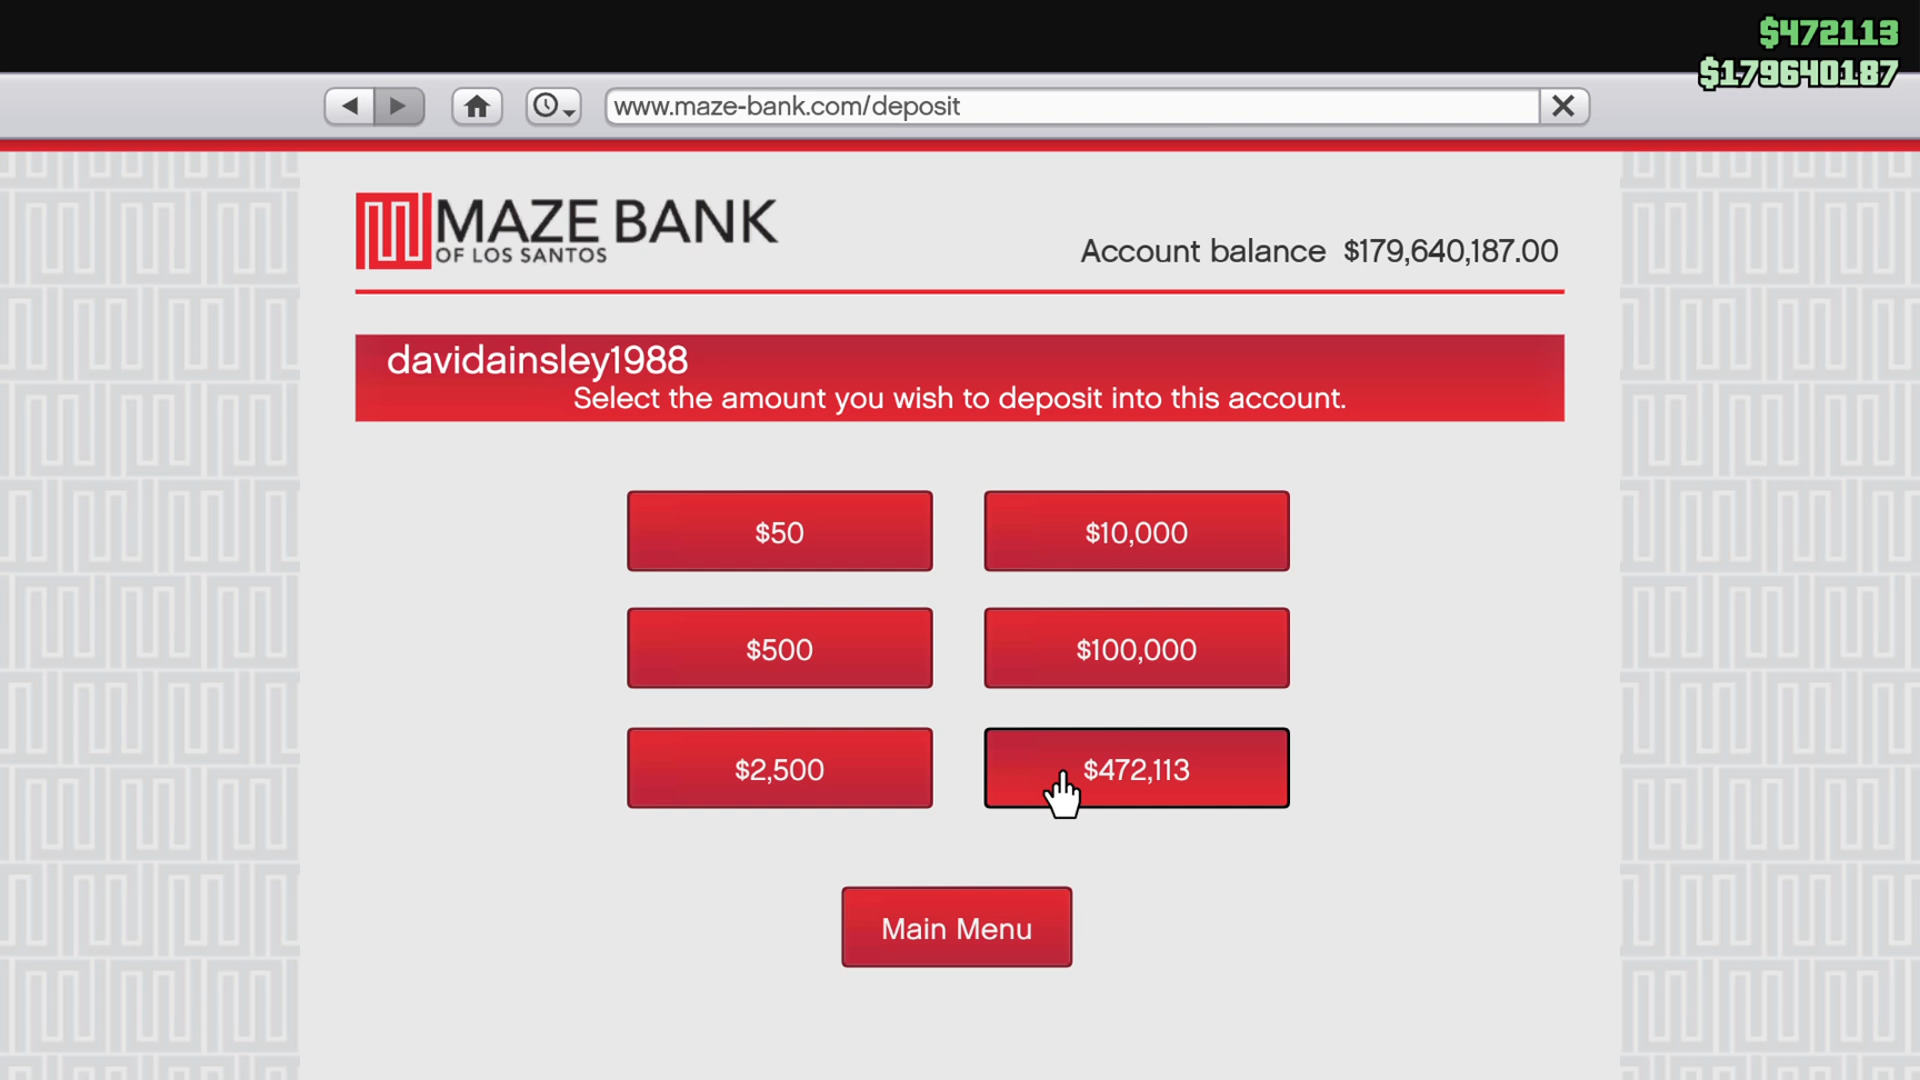 $472113
$179640187
www.maze-bank.com/deposit
MAZE BANK
OF LOS SANTOS
Account balance $179,640,187.00
davidainsley1988
Select the amount you wish to deposit into this account.
$50
$10,000
$500
$100,000
$2,500
$472,113
Main Menu